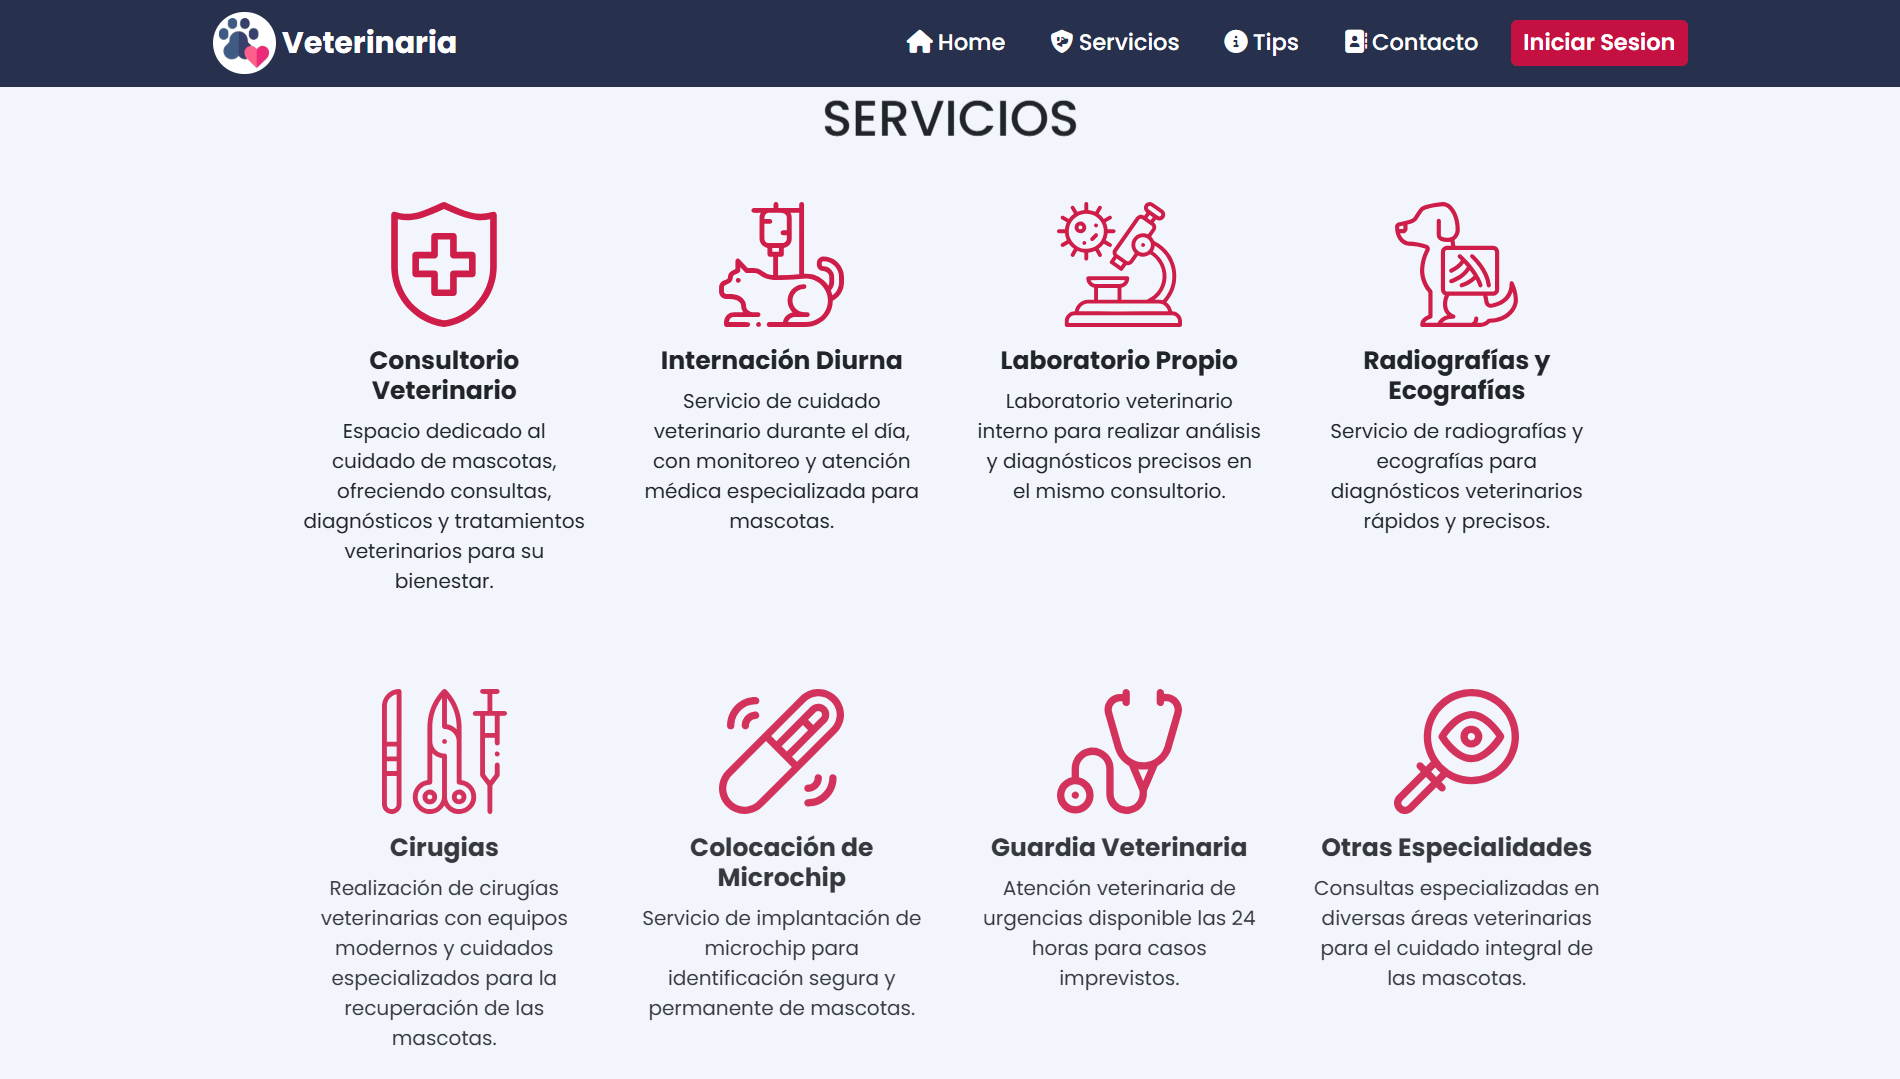 Veterinaria
Home
Servicios
Tips
Contacto
Iniciar Sesion
SERVICIOS
Consultorio
Veterinario
Espacio dedicado al
cuidado de mascotas,
ofreciendo consultas,
diagnósticos y tratamientos
veterinarios para su
bienestar.
Internación Diurna
Servicio de cuidado
veterinario durante el día,
con monitoreo y atención
médica especializada para
mascotas.
Laboratorio Propio
Laboratorio veterinario
interno para realizar análisis
y diagnósticos precisos en
el mismo consultorio.
Radiografías y
Ecografías
Servicio de radiografías y
ecografías para
diagnósticos veterinarios
rápidos y precisos.
Cirugias
Realización de cirugías
veterinarias con equipos
modernos y cuidados
especializados para la
recuperación de las
mascotas.
Colocación de
Microchip
Servicio de implantación de
microchip para
identificación segura y
permanente de mascotas.
Guardia Veterinaria
Atención veterinaria de
urgencias disponible las 24
horas para casos
imprevistos.
Otras Especialidades
Consultas especializadas en
diversas áreas veterinarias
para el cuidado integral de
las mascotas.